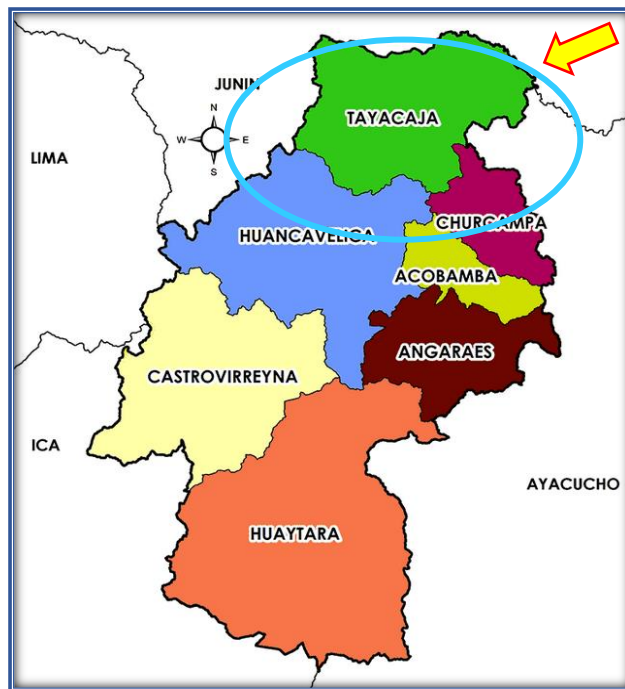 JUNIN
N
W
E
S
TAYACAJA
LIMA
CHURCAMPA
HUANCAVELICA
ACOBAMBA
ANGARAES
CASTROVIRREYNA
ICA
AYACUCHO
HUAYTARA